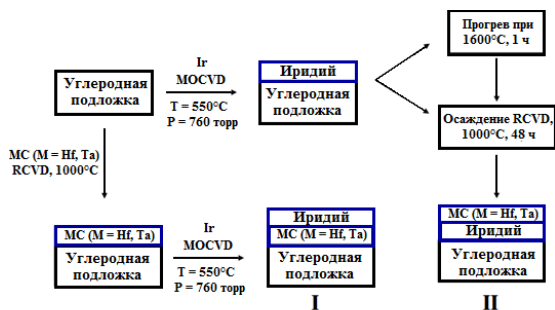 Ir
MOCVD
T = 550°C
P = 760 торр
Углеродная
подложка
Иридий
Углеродная
подложка
Прогрев при
1600°C, 1 ч
Осаждение RCVD,
1000°C, 48 ч
MC (M = Hf, Ta)
RCVD, 1000°C
MC (M = Hf, Ta)
Углеродная
подложка
Ir
MOCVD
T = 550°C
P = 760 торр
Иридий
MC (M = Hf, Ta)
Углеродная
подложка
MC (M = Hf, Ta)
Иридий
Углеродная
подложка
I
II